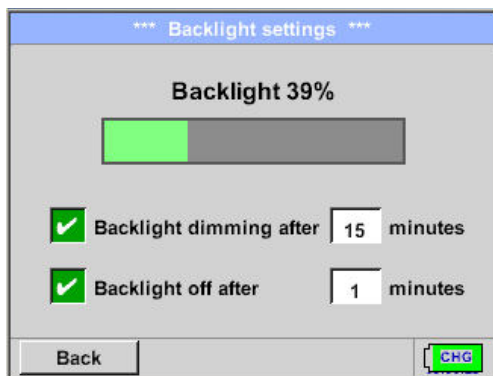 *** Backlight settings ***
Backlight 39%
Backlight dimming after 15 minutes
Backlight off after 1 minutes
Back
CHG